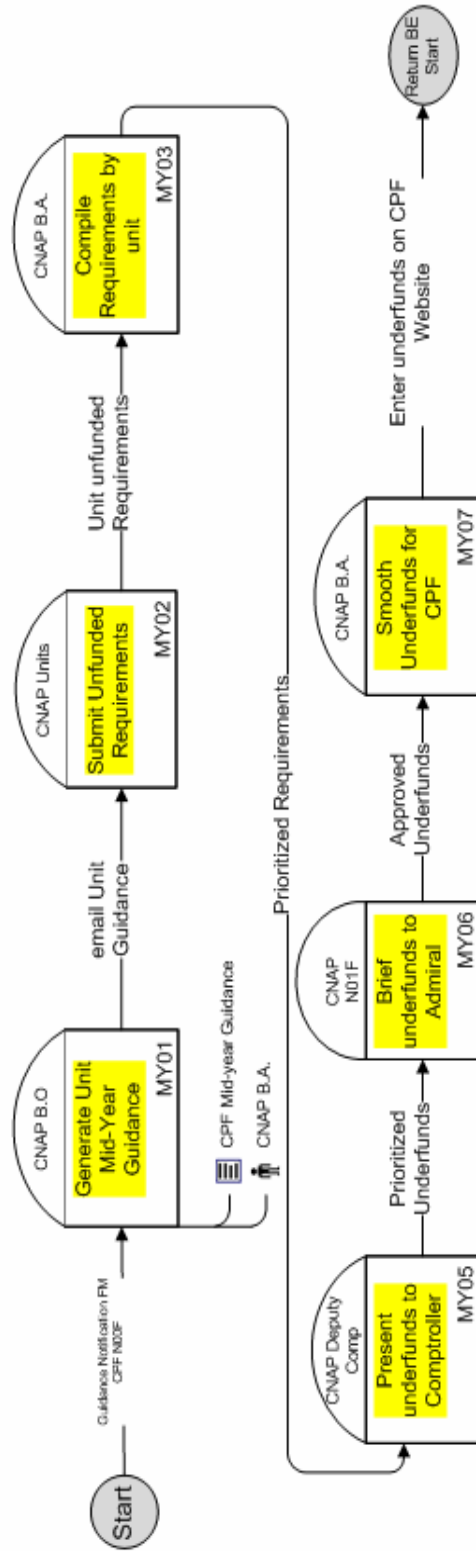 Start
Guidance Notification FM
CPF N00F
CNAP B.O
Generate Unit
Mid-Year
Guidance
MY01
CPF Mid-year Guidance
CNAP B.A.
email Unit
Guidance
CNAP Units
Submit Unfunded
Requirements
MY02
Unit unfunded
Requirements
CNAP B.A.
Compile
Requirements by
unit
MY03
Prioritized Requirements
CNAP Deputy
Comp
Present
underfunds to
Comptroller
MY05
Prioritized
Underfunds
CNAP
N01F
Brief
underfunds to
Admiral
MY06
Approved
Underfunds
CNAP B.A.
Smooth
Underfunds for
CPF
MY07
Enter underfunds on CPF
Website
Return BE
Start